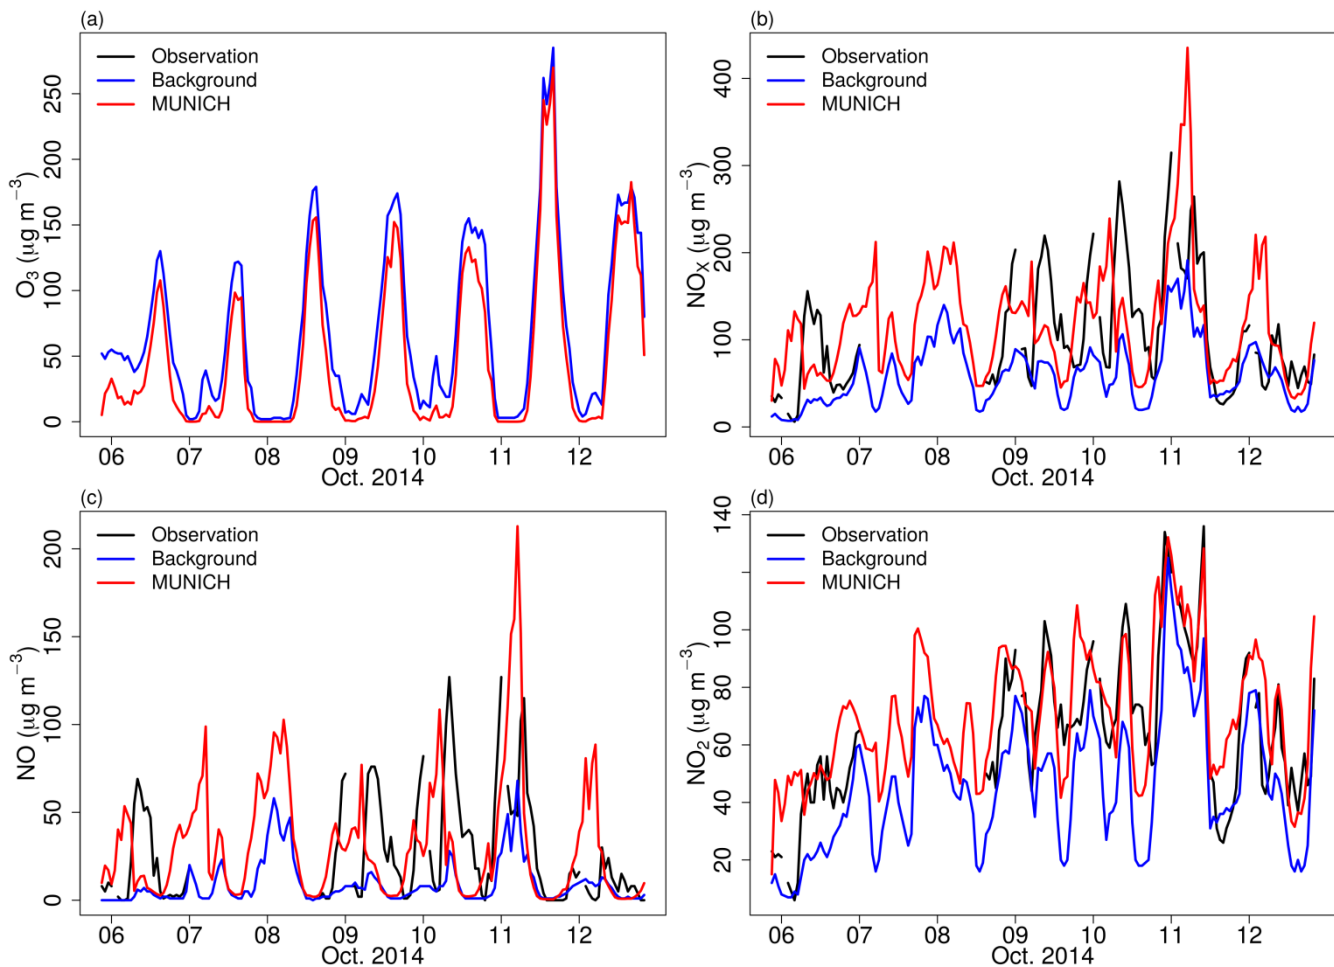 (a)
Observation
Background
MUNICH
O₃ (μg m⁻³)
0 50 100 150 200 250
06 07 08 09 10 11 12
Oct. 2014
(b)
Observation
Background
MUNICH
NOₓ (μg m⁻³)
0 100 200 300 400
06 07 08 09 10 11 12
Oct. 2014
(c)
Observation
Background
MUNICH
NO (μg m⁻³)
0 50 100 150 200
06 07 08 09 10 11 12
Oct. 2014
(d)
Observation
Background
MUNICH
NO₂ (μg m⁻³)
20 40 60 80 100 120 140
06 07 08 09 10 11 12
Oct. 2014